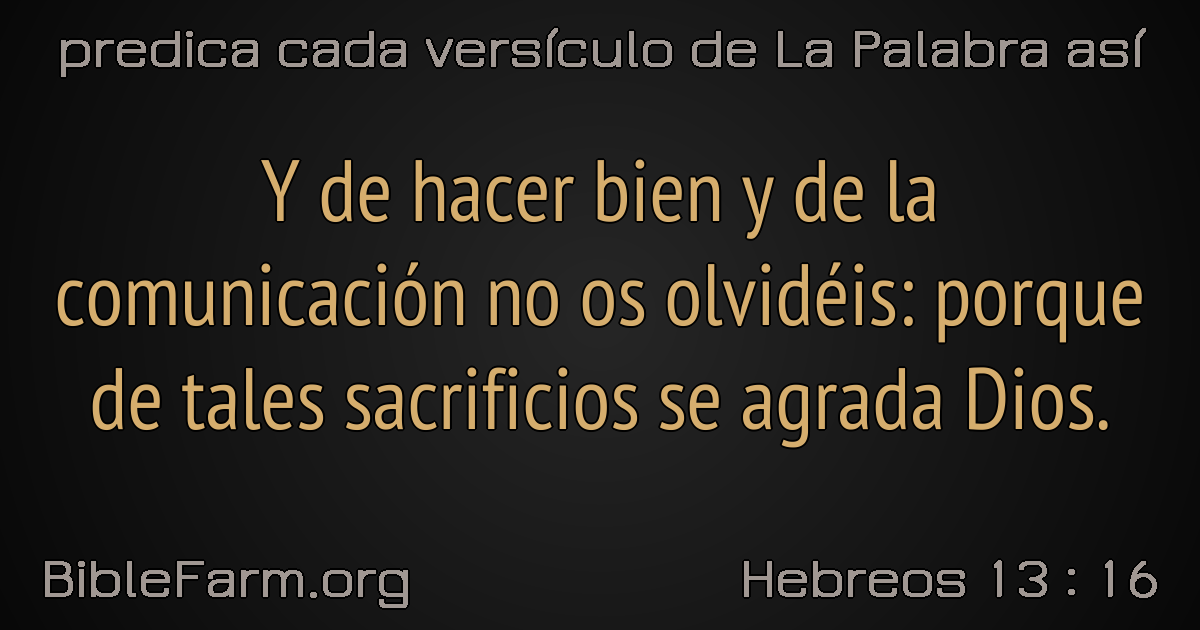 predica cada versículo de La Palabra así
Y de hacer bien y de la
comunicación no os olvidéis: porque
de tales sacrificios se agrada Dios.
BibleFarm.org
Hebreos 13 : 16